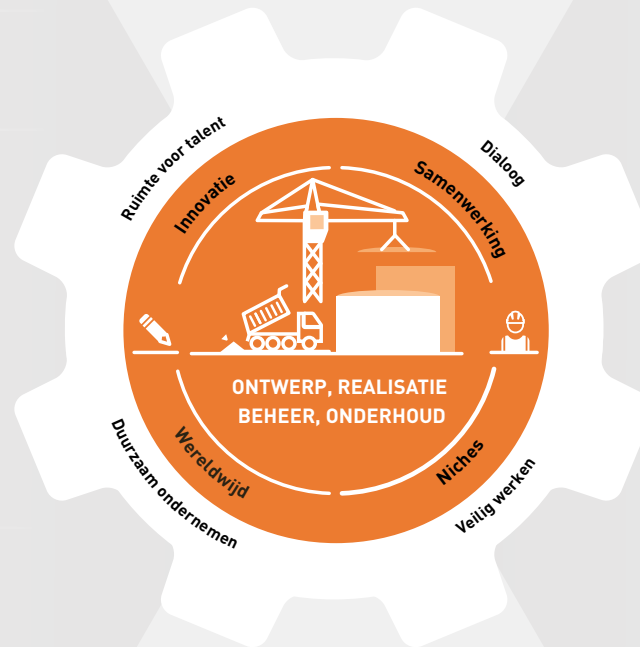 Ruimte voor talent
Dialoog
Innovatie
Samenwerking
ONTWERP, REALISATIE
BEHEER, ONDERHOUD
Wereldwijd
Niches
Duurzaam ondernemen
Veilig werken